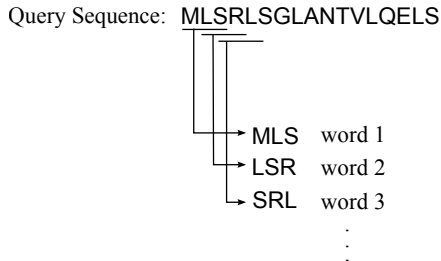 Query Sequence: MLSRLSGLANTVLQELS
MLS word 1
LSR word 2
SRL word 3
.
.
.